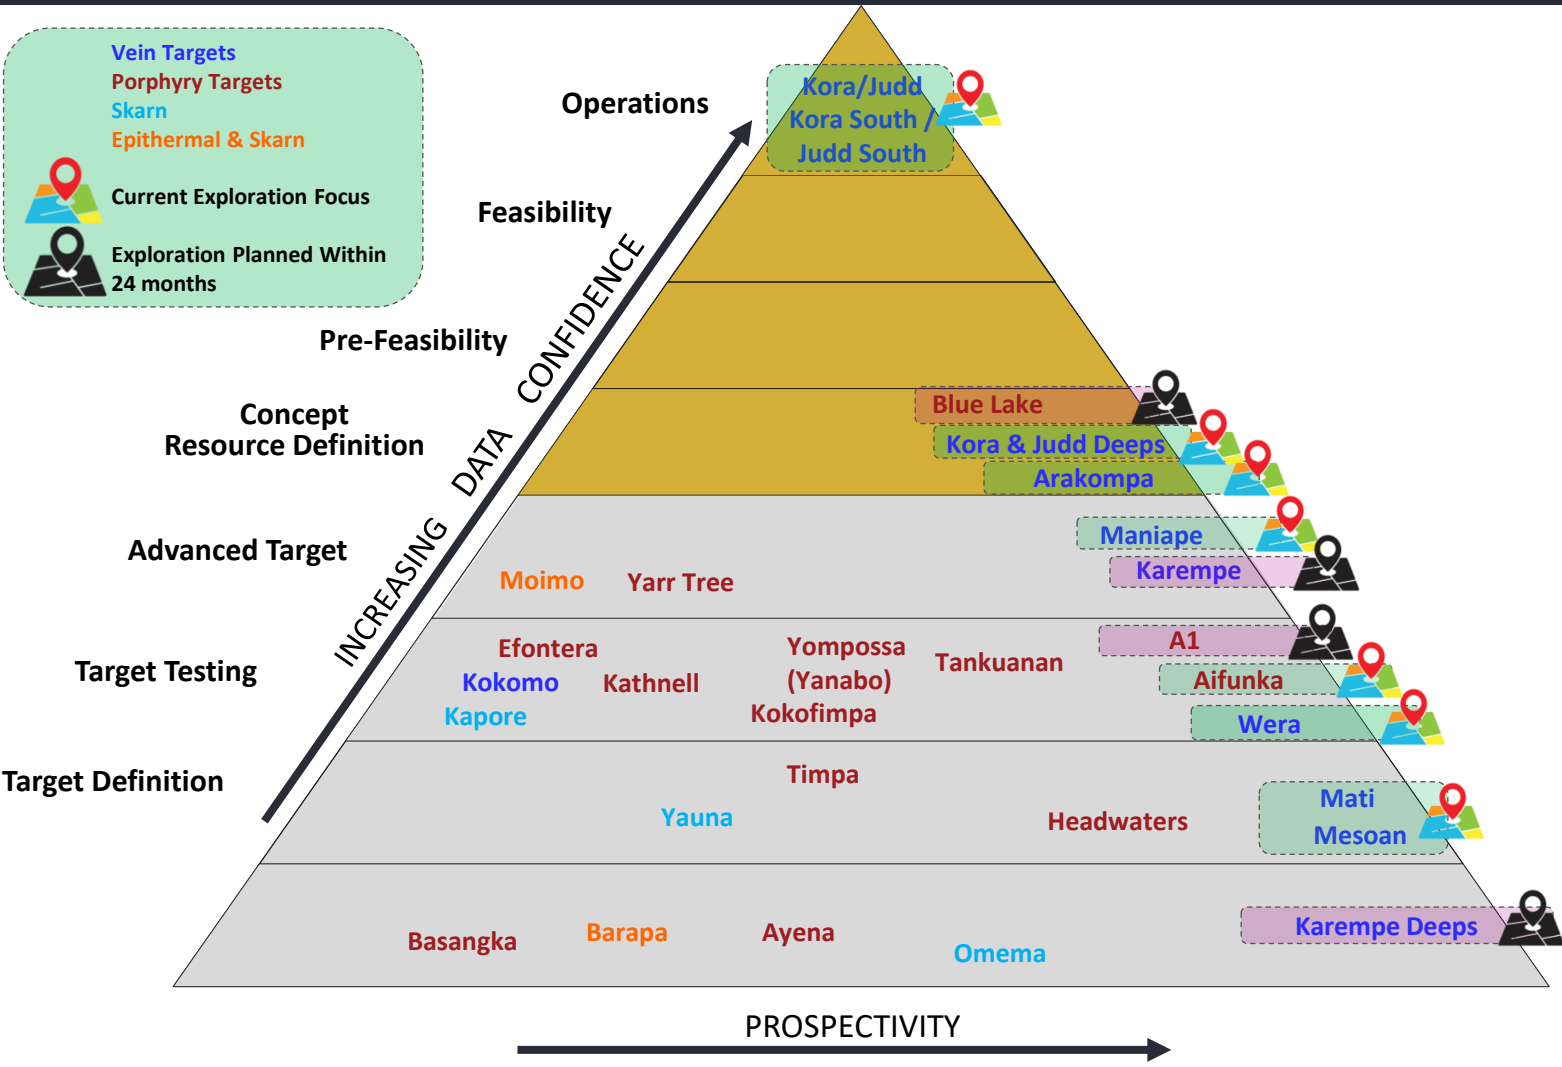 Vein Targets
Porphyry Targets
Skarn
Epithermal & Skarn
Current Exploration Focus
Exploration Planned Within
24 months
Operations
Kora/Judd
Kora South /
Judd South
Feasibility
Pre-Feasibility
Concept
Resource Definition
Blue Lake
Kora & Judd Deeps
Arakompa
INCREASING DATA CONFIDENCE
Advanced Target
Maniape
Karempe
Moimo
Yarr Tree
Target Testing
Efontera
Kokomo
Kathnell
Kapore
Yompossa
(Yanabo)
Kokofimpa
Tankuanan
A1
Aifunka
Wera
Target Definition
Timpa
Yauna
Headwaters
Mati
Mesoan
Basangka
Barapa
Ayena
Omema
Karempe Deeps
PROSPECTIVITY